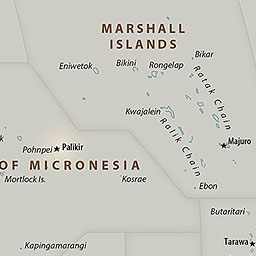 MARSHALL
ISLANDS
Bikar
Eniwetok
Bikini
Rongelap
Ratak Chain
Kwajalein
Ralik Chain
Majuro
Pohnpei
Palikir
OF MICRONESIA
Mortlock Is.
Kosrae
Ebon
Butaritari
Tarawa
Kapingamarangi